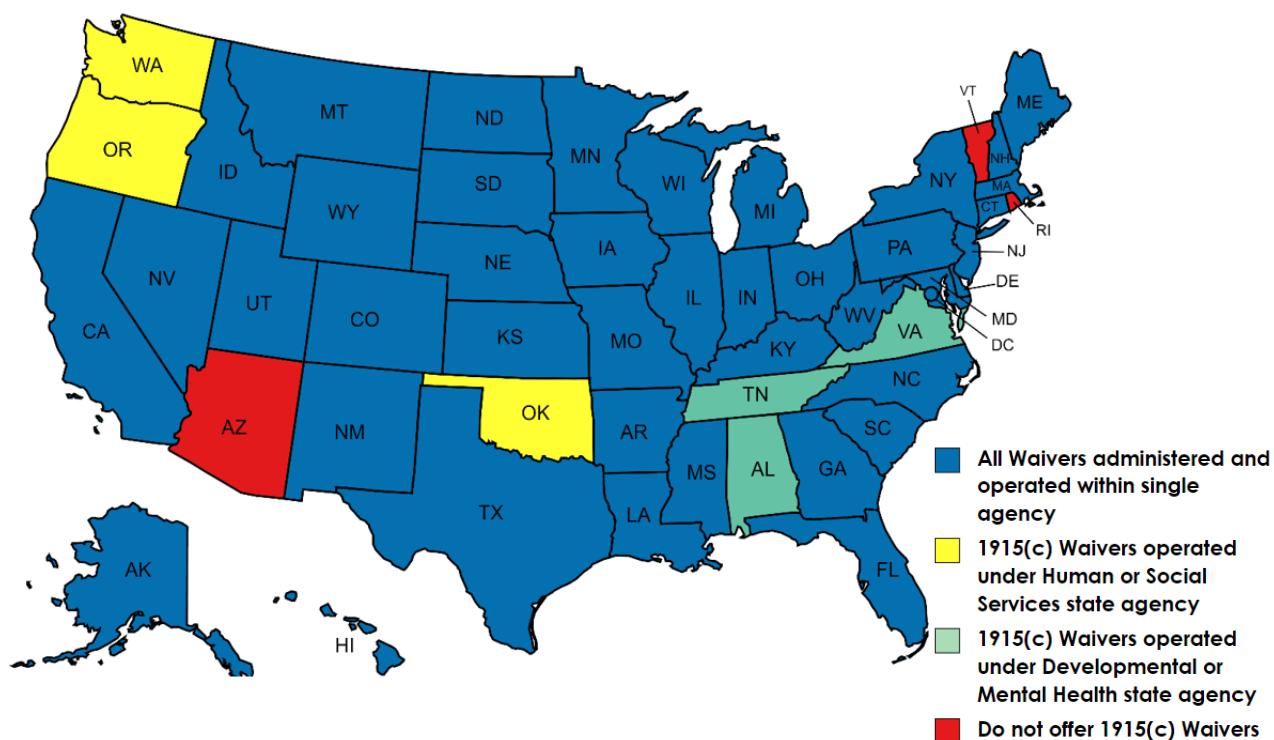 WA
VT
ME
MT
ND
OR
MN
NH
ID
WI
NY
SD
MA
WY
MI
CT
RI
IA
PA
NJ
NE
NV
OH
DE
IL
IN
UT
WV
MD
CO
CA
VA
KS
MO
DC
KY
NC
TN
OK
AZ
NM
AR
SC
MS
AL
GA
TX
LA
AK
FL
HI
All Waivers administered and
operated within single
agency
1915(c) Waivers operated
under Human or Social
Services state agency
1915(c) Waivers operated
under Developmental or
Mental Health state agency
Do not offer 1915(c) Waivers